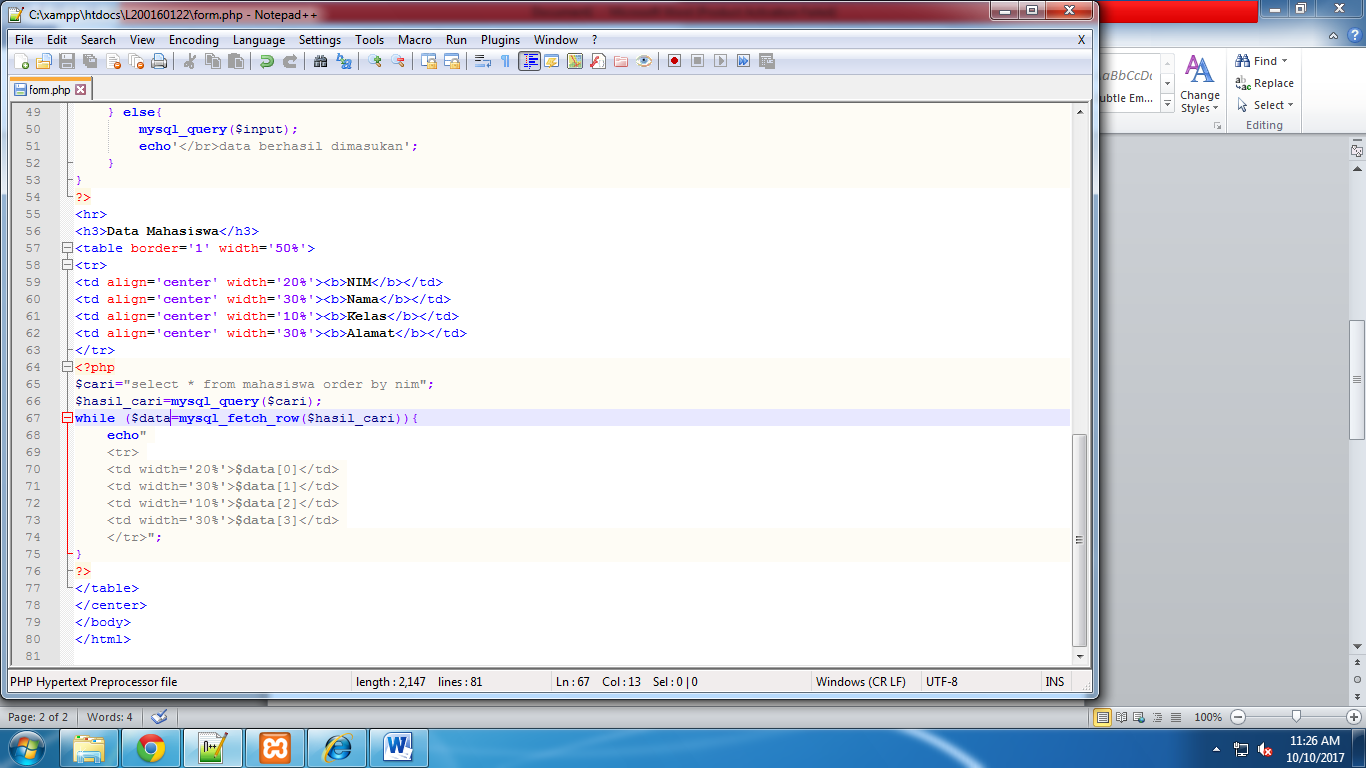 C:\xampp\htdocs\L200160122\form.php - Notepad++
File Edit Search View Encoding Language Settings Tools Macro Run Plugins Window ? X
form.php
49 } else{
50 mysql_query($input);
51 echo'</br>data berhasil dimasukan';
52 }
53 }
54 ?>
55 <hr>
56 <h3>Data Mahasiswa</h3>
57 <table border='1' width='50%'>
58 <tr>
59 <td align='center' width='20%'><b>NIM</b></td>
60 <td align='center' width='30%'><b>Nama</b></td>
61 <td align='center' width='10%'><b>Kelas</b></td>
62 <td align='center' width='30%'><b>Alamat</b></td>
63 </tr>
64 <?php
65 $cari="select * from mahasiswa order by nim";
66 $hasil_cari=mysql_query($cari);
67 while ($data=mysql_fetch_row($hasil_cari)){
68 echo"
69 <tr>
70 <td width='20%'>$data[0]</td>
71 <td width='30%'>$data[1]</td>
72 <td width='10%'>$data[2]</td>
73 <td width='30%'>$data[3]</td>
74 </tr>";
75 }
76 ?>
77 </table>
78 </center>
79 </body>
80 </html>
81
PHP Hypertext Preprocessor file length : 2,147 lines : 81 Ln : 67 Col : 13 Sel : 0 | 0 Windows (CR LF) UTF-8 INS
aBbCcDc
ubtle Em...
Change
Styles
Find
Replace
Select
Editing
Page: 2 of 2 Words: 4 100%
11:26 AM
10/10/2017